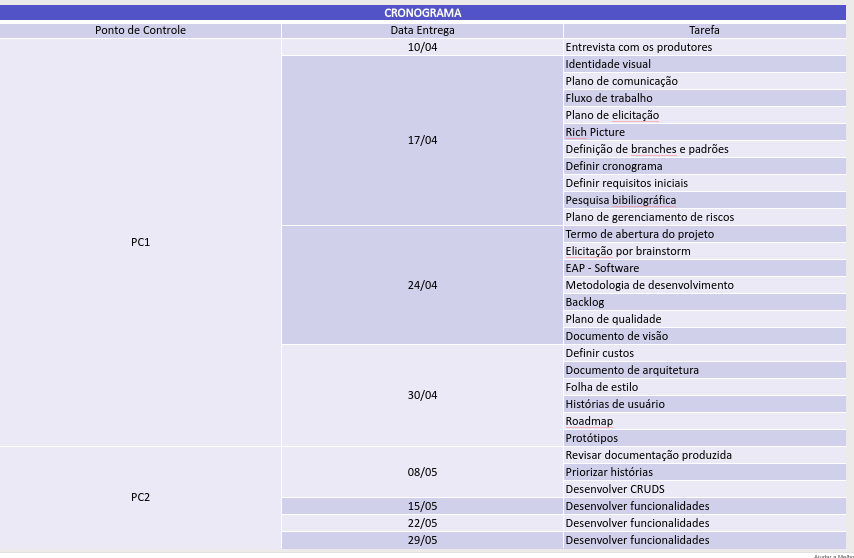 CRONOGRAMA
Ponto de Controle Data Entrega Tarefa
PC1
10/04 Entrevista com os produtores
17/04
Identidade visual
Plano de comunicação
Fluxo de trabalho
Plano de elicitação
Rich Picture
Definição de branches e padrões
Definir cronograma
Definir requisitos iniciais
Pesquisa bibiliográfica
Plano de gerenciamento de riscos
24/04
Termo de abertura do projeto
Elicitação por brainstorm
EAP - Software
Metodologia de desenvolvimento
Backlog
Plano de qualidade
Documento de visão
30/04
Definir custos
Documento de arquitetura
Folha de estilo
Histórias de usuário
Roadmap
Protótipos
PC2
08/05
Revisar documentação produzida
Priorizar histórias
Desenvolver CRUDS
15/05 Desenvolver funcionalidades
22/05 Desenvolver funcionalidades
29/05 Desenvolver funcionalidades